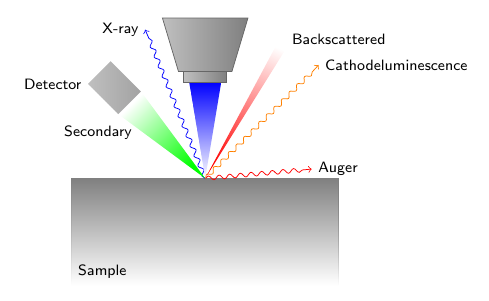 X-ray
Backscattered
Cathodeluminescence
Detector
Secondary
Auger
Sample